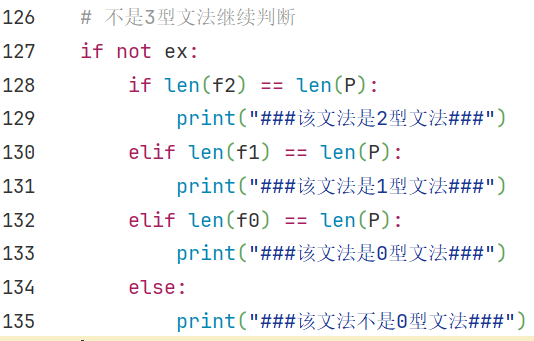 126 # 不是3型文法继续判断
127 if not ex:
128 if len(f2) == len(P):
129 print("###该文法是2型文法###")
130 elif len(f1) == len(P):
131 print("###该文法是1型文法###")
132 elif len(f0) == len(P):
133 print("###该文法是0型文法###")
134 else:
135 print("###该文法不是0型文法###")